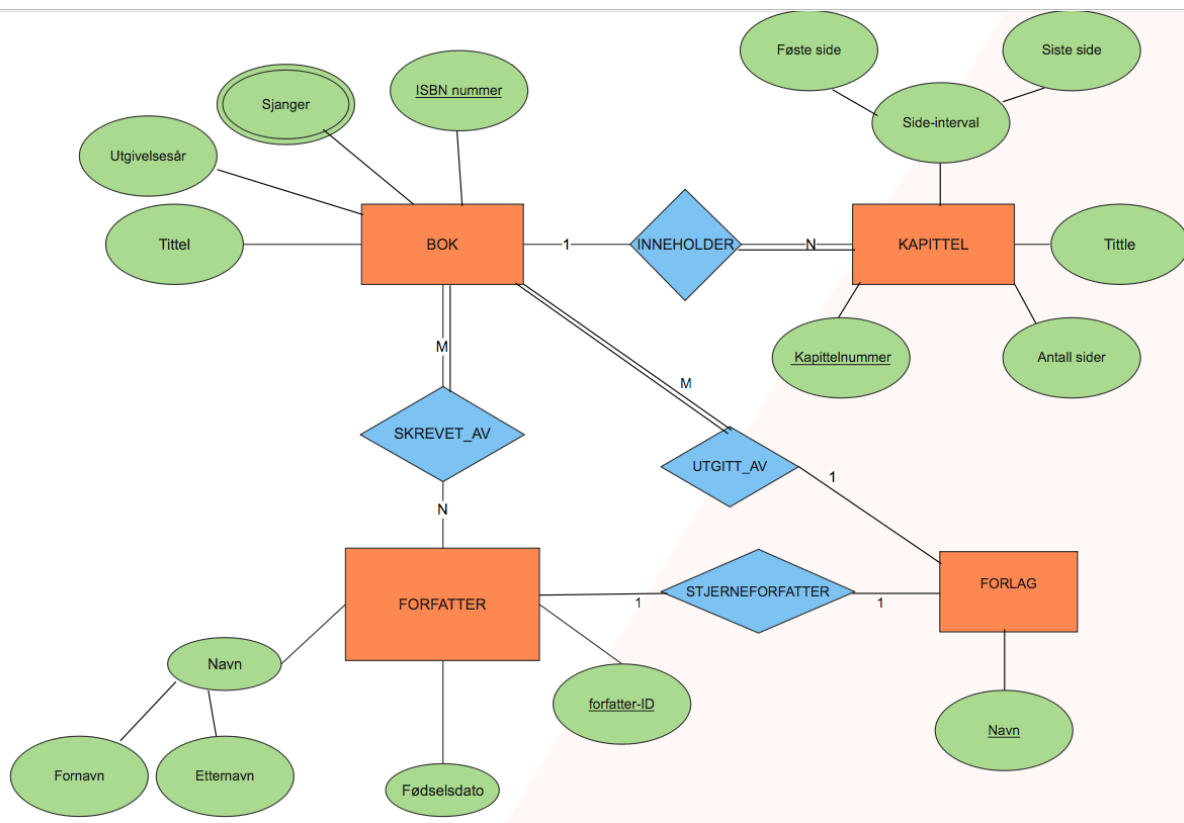 Føste side
Siste side
Sjanger
ISBN nummer
Side-interval
Utgivelsesår
Tittel
BOK
1
INNEHOLDER
N
KAPITTEL
Tittle
M
Kapittelnummer
Antall sider
M
SKREVET_AV
UTGITT_AV
1
N
FORFATTER
1
STJERNEFORFATTER
1
FORLAG
Navn
forfatter-ID
Navn
Fornavn
Etternavn
Fødselsdato